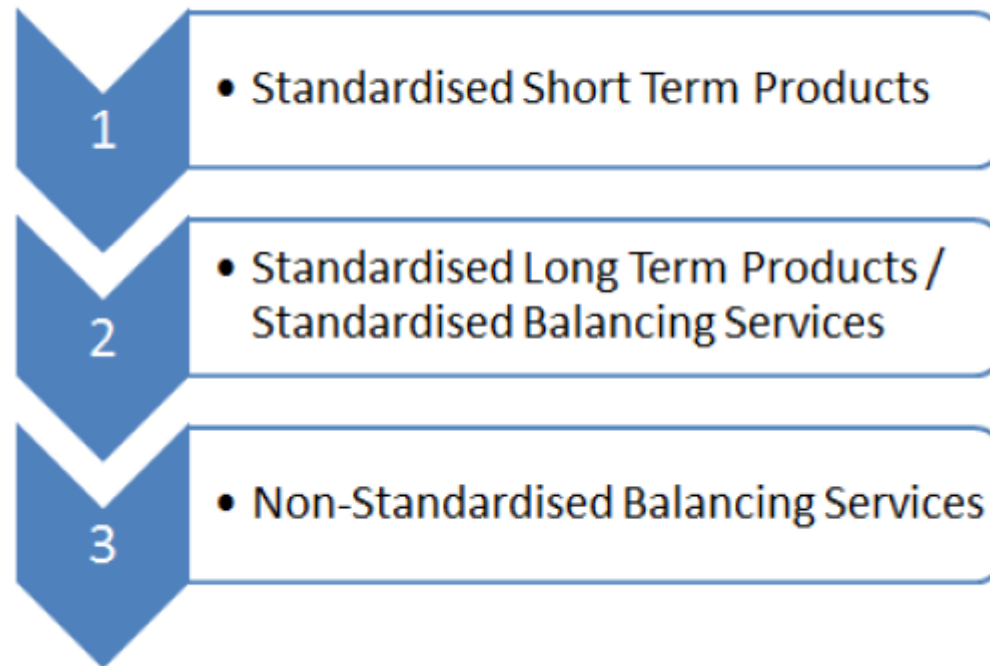 1
• Standardised Short Term Products
2
• Standardised Long Term Products /
Standardised Balancing Services
3
• Non-Standardised Balancing Services